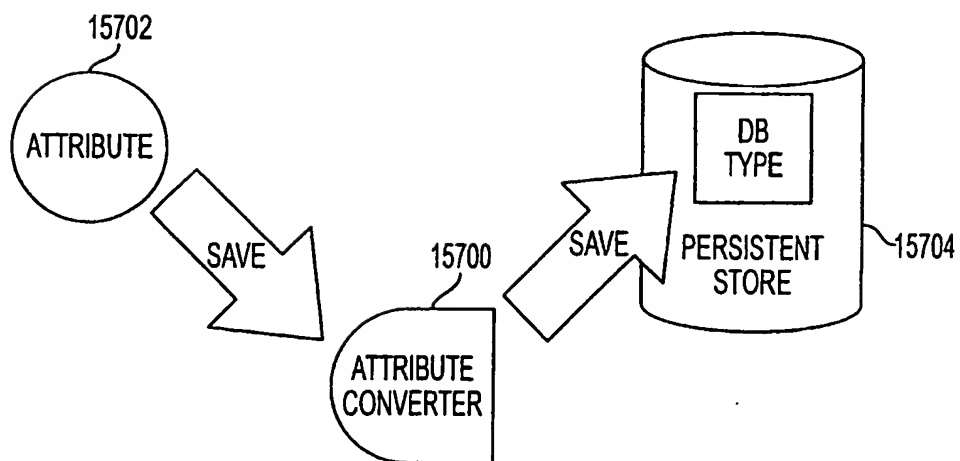 15702
ATTRIBUTE
SAVE
15700
ATTRIBUTE
CONVERTER
SAVE
DB
TYPE
PERSISTENT
STORE
15704